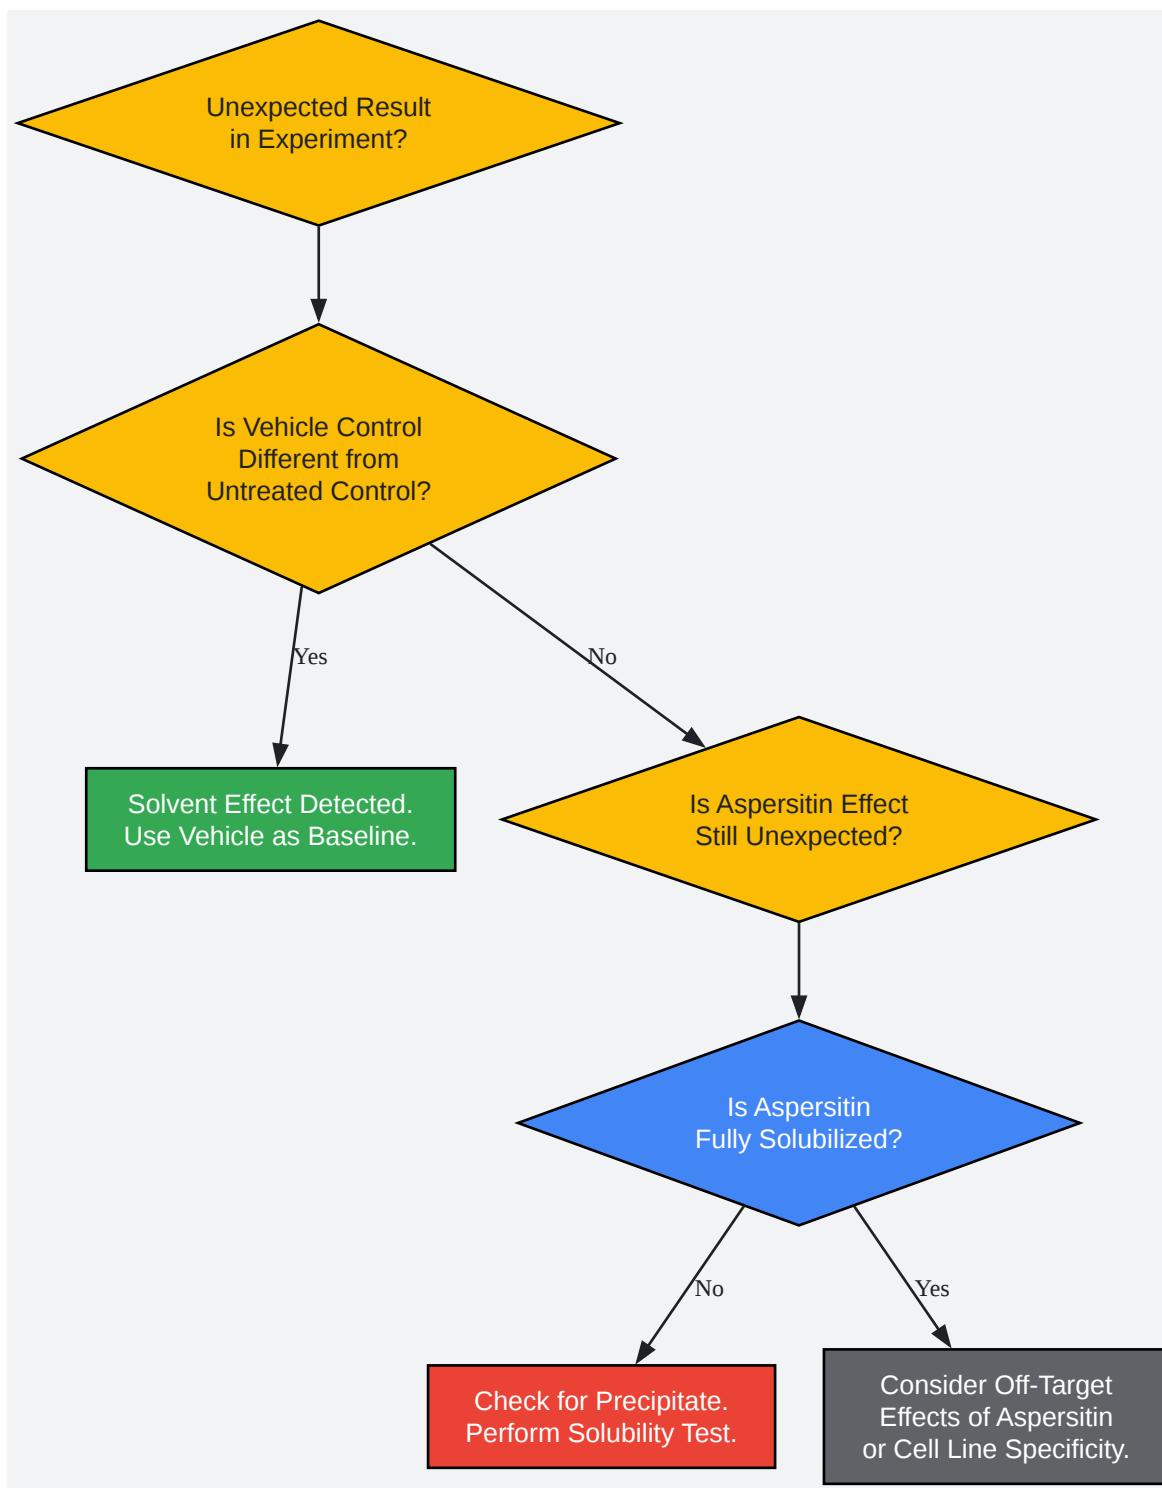 Unexpected Result
in Experiment?
Is Vehicle Control
Different from
Untreated Control?
Yes
No
Solvent Effect Detected.
Use Vehicle as Baseline.
Is Aspersitin Effect
Still Unexpected?
Is Aspersitin
Fully Solubilized?
No
Yes
Check for Precipitate.
Perform Solubility Test.
Consider Off-Target
Effects of Aspersitin
or Cell Line Specificity.